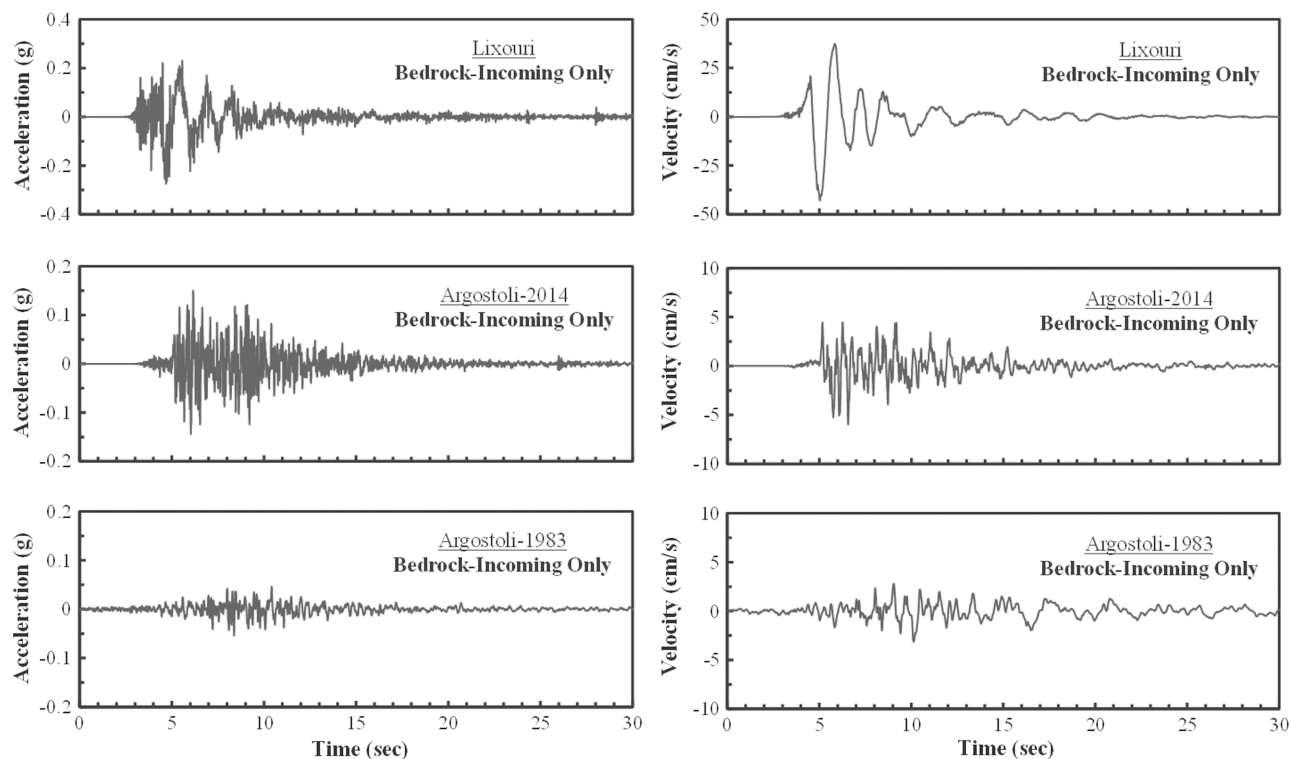 0.4
0.2
0
-0.2
-0.4
Acceleration (g)
Lixouri
Bedrock-Incoming Only
50
25
0
-25
-50
Velocity (cm/s)
Lixouri
Bedrock-Incoming Only
0.2
0.1
0
-0.1
-0.2
Acceleration (g)
Argostoli-2014
Bedrock-Incoming Only
10
5
0
-5
-10
Velocity (cm/s)
Argostoli-2014
Bedrock-Incoming Only
0.2
0.1
0
-0.1
-0.2
Acceleration (g)
Argostoli-1983
Bedrock-Incoming Only
0 5 10 15 20 25 30
Time (sec)
10
5
0
-5
-10
Velocity (cm/s)
Argostoli-1983
Bedrock-Incoming Only
0 5 10 15 20 25 30
Time (sec)